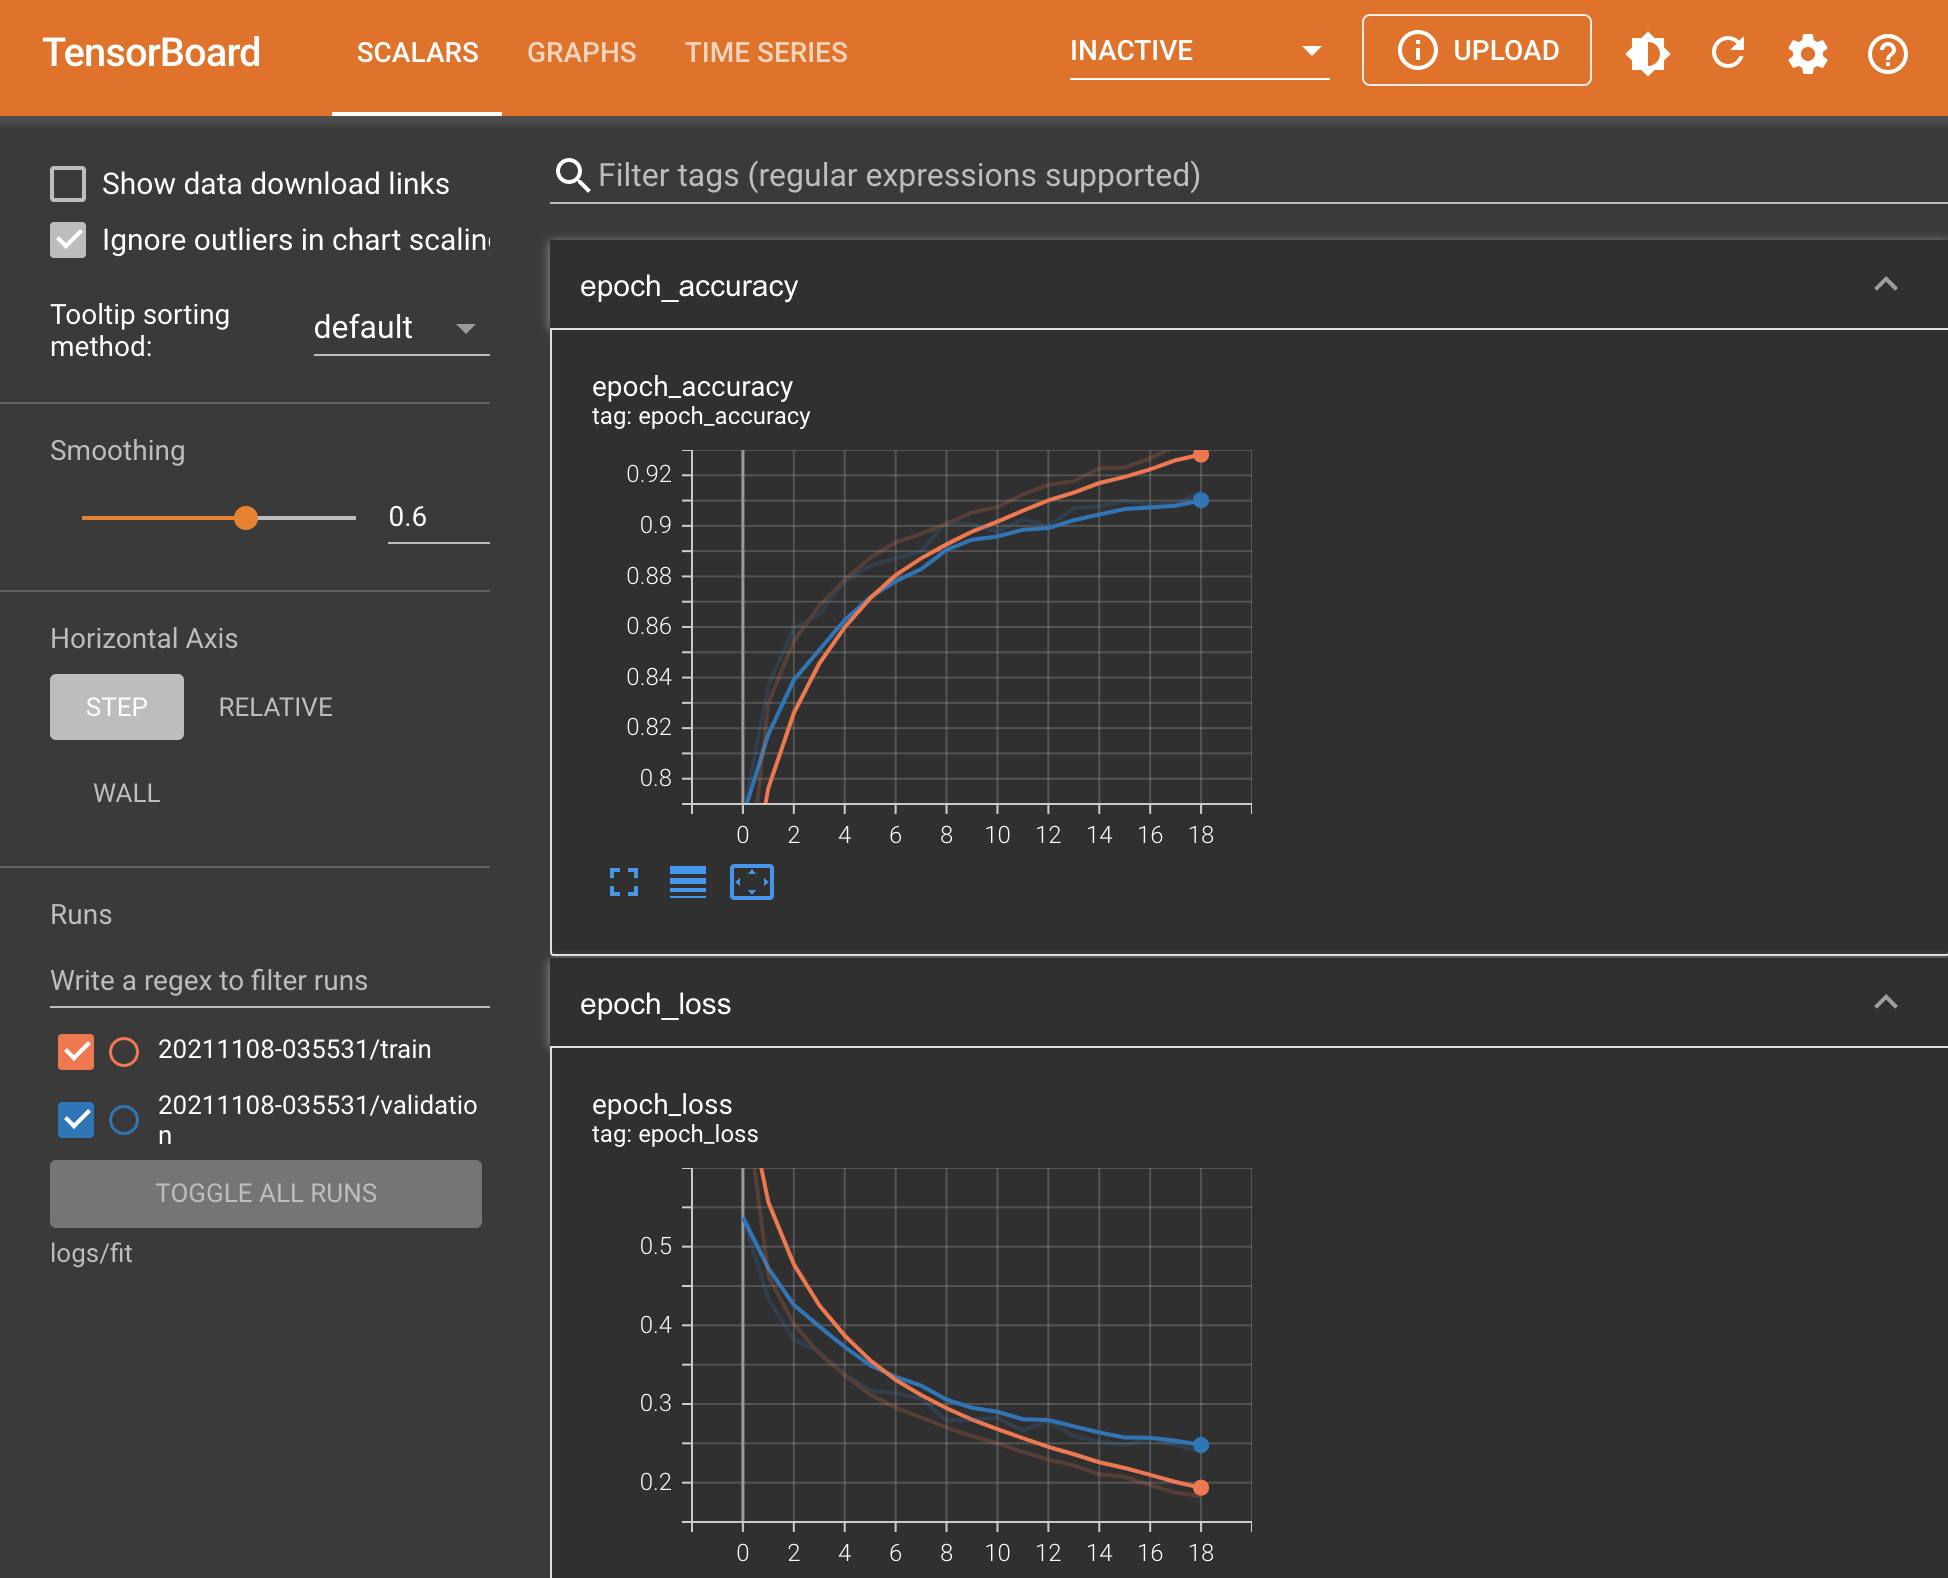 TensorBoard
SCALARS
GRAPHS
TIME SERIES
INACTIVE
UPLOAD
Show data download links
Ignore outliers in chart scaling
Tooltip sorting
method:
default
Smoothing
0.6
Horizontal Axis
STEP
RELATIVE
WALL
Runs
Write a regex to filter runs
20211108-035531/train
20211108-035531/validatio
n
TOGGLE ALL RUNS
logs/fit
Filter tags (regular expressions supported)
epoch_accuracy
epoch_accuracy
tag: epoch_accuracy
0.92
0.9
0.88
0.86
0.84
0.82
0.8
0 2 4 6 8 10 12 14 16 18
epoch_loss
epoch_loss
tag: epoch_loss
0.5
0.4
0.3
0.2
0 2 4 6 8 10 12 14 16 18